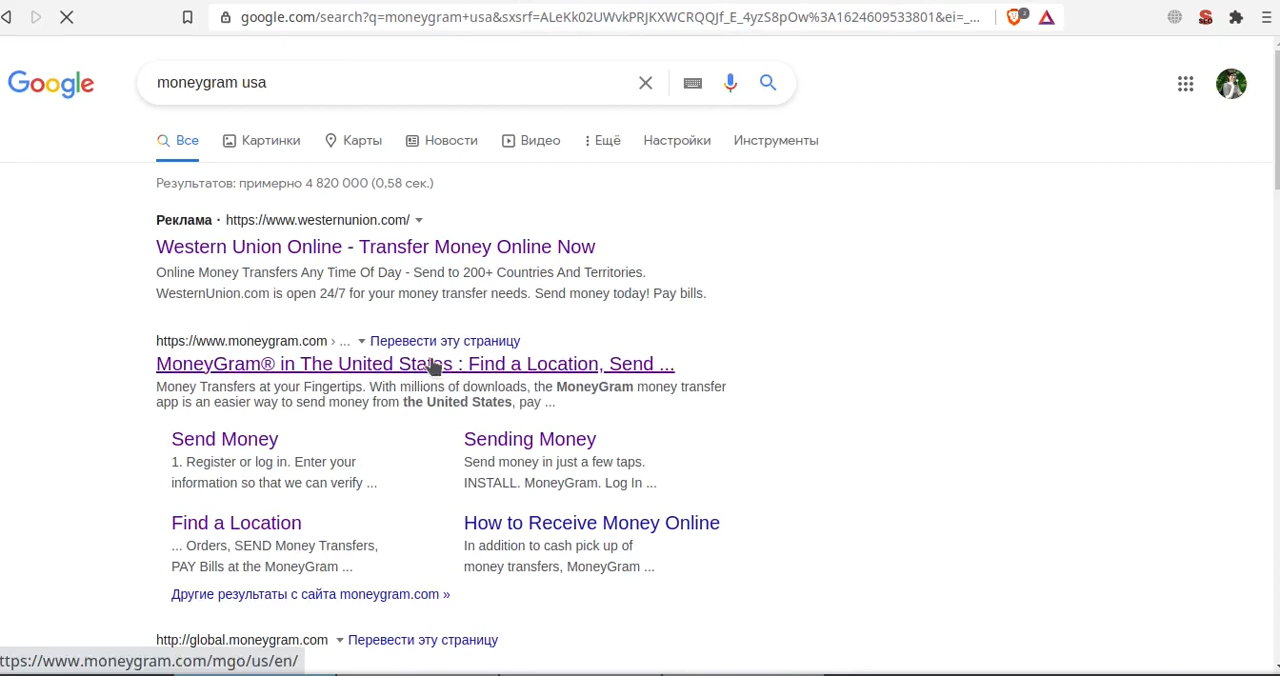 google.com/search?q=moneygram+usa&sxsrf=ALeKk02UWvkPRJKXWCRQQJf_E_4yzS8pOw%3A1624609533801&ei=_...
2
Google
moneygram usa
Все Картинки Карты Новости Видео Ещё Настройки Инструменты
Результатов: примерно 4 820 000 (0,58 сек.)
Реклама · https://www.westernunion.com/
Western Union Online - Transfer Money Online Now
Online Money Transfers Any Time Of Day - Send to 200+ Countries And Territories.
WesternUnion.com is open 24/7 for your money transfer needs. Send money today! Pay bills.
https://www.moneygram.com › ... Перевести эту страницу
MoneyGram® in The United States : Find a Location, Send ...
Money Transfers at your Fingertips. With millions of downloads, the MoneyGram money transfer
app is an easier way to send money from the United States, pay ...
Send Money
1. Register or log in. Enter your
information so that we can verify ...
Sending Money
Send money in just a few taps.
INSTALL. MoneyGram. Log In ...
Find a Location
... Orders, SEND Money Transfers,
PAY Bills at the MoneyGram ...
How to Receive Money Online
In addition to cash pick up of
money transfers, MoneyGram ...
Другие результаты с сайта moneygram.com »
http://global.moneygram.com Перевести эту страницу
ttps://www.moneygram.com/mgo/us/en/